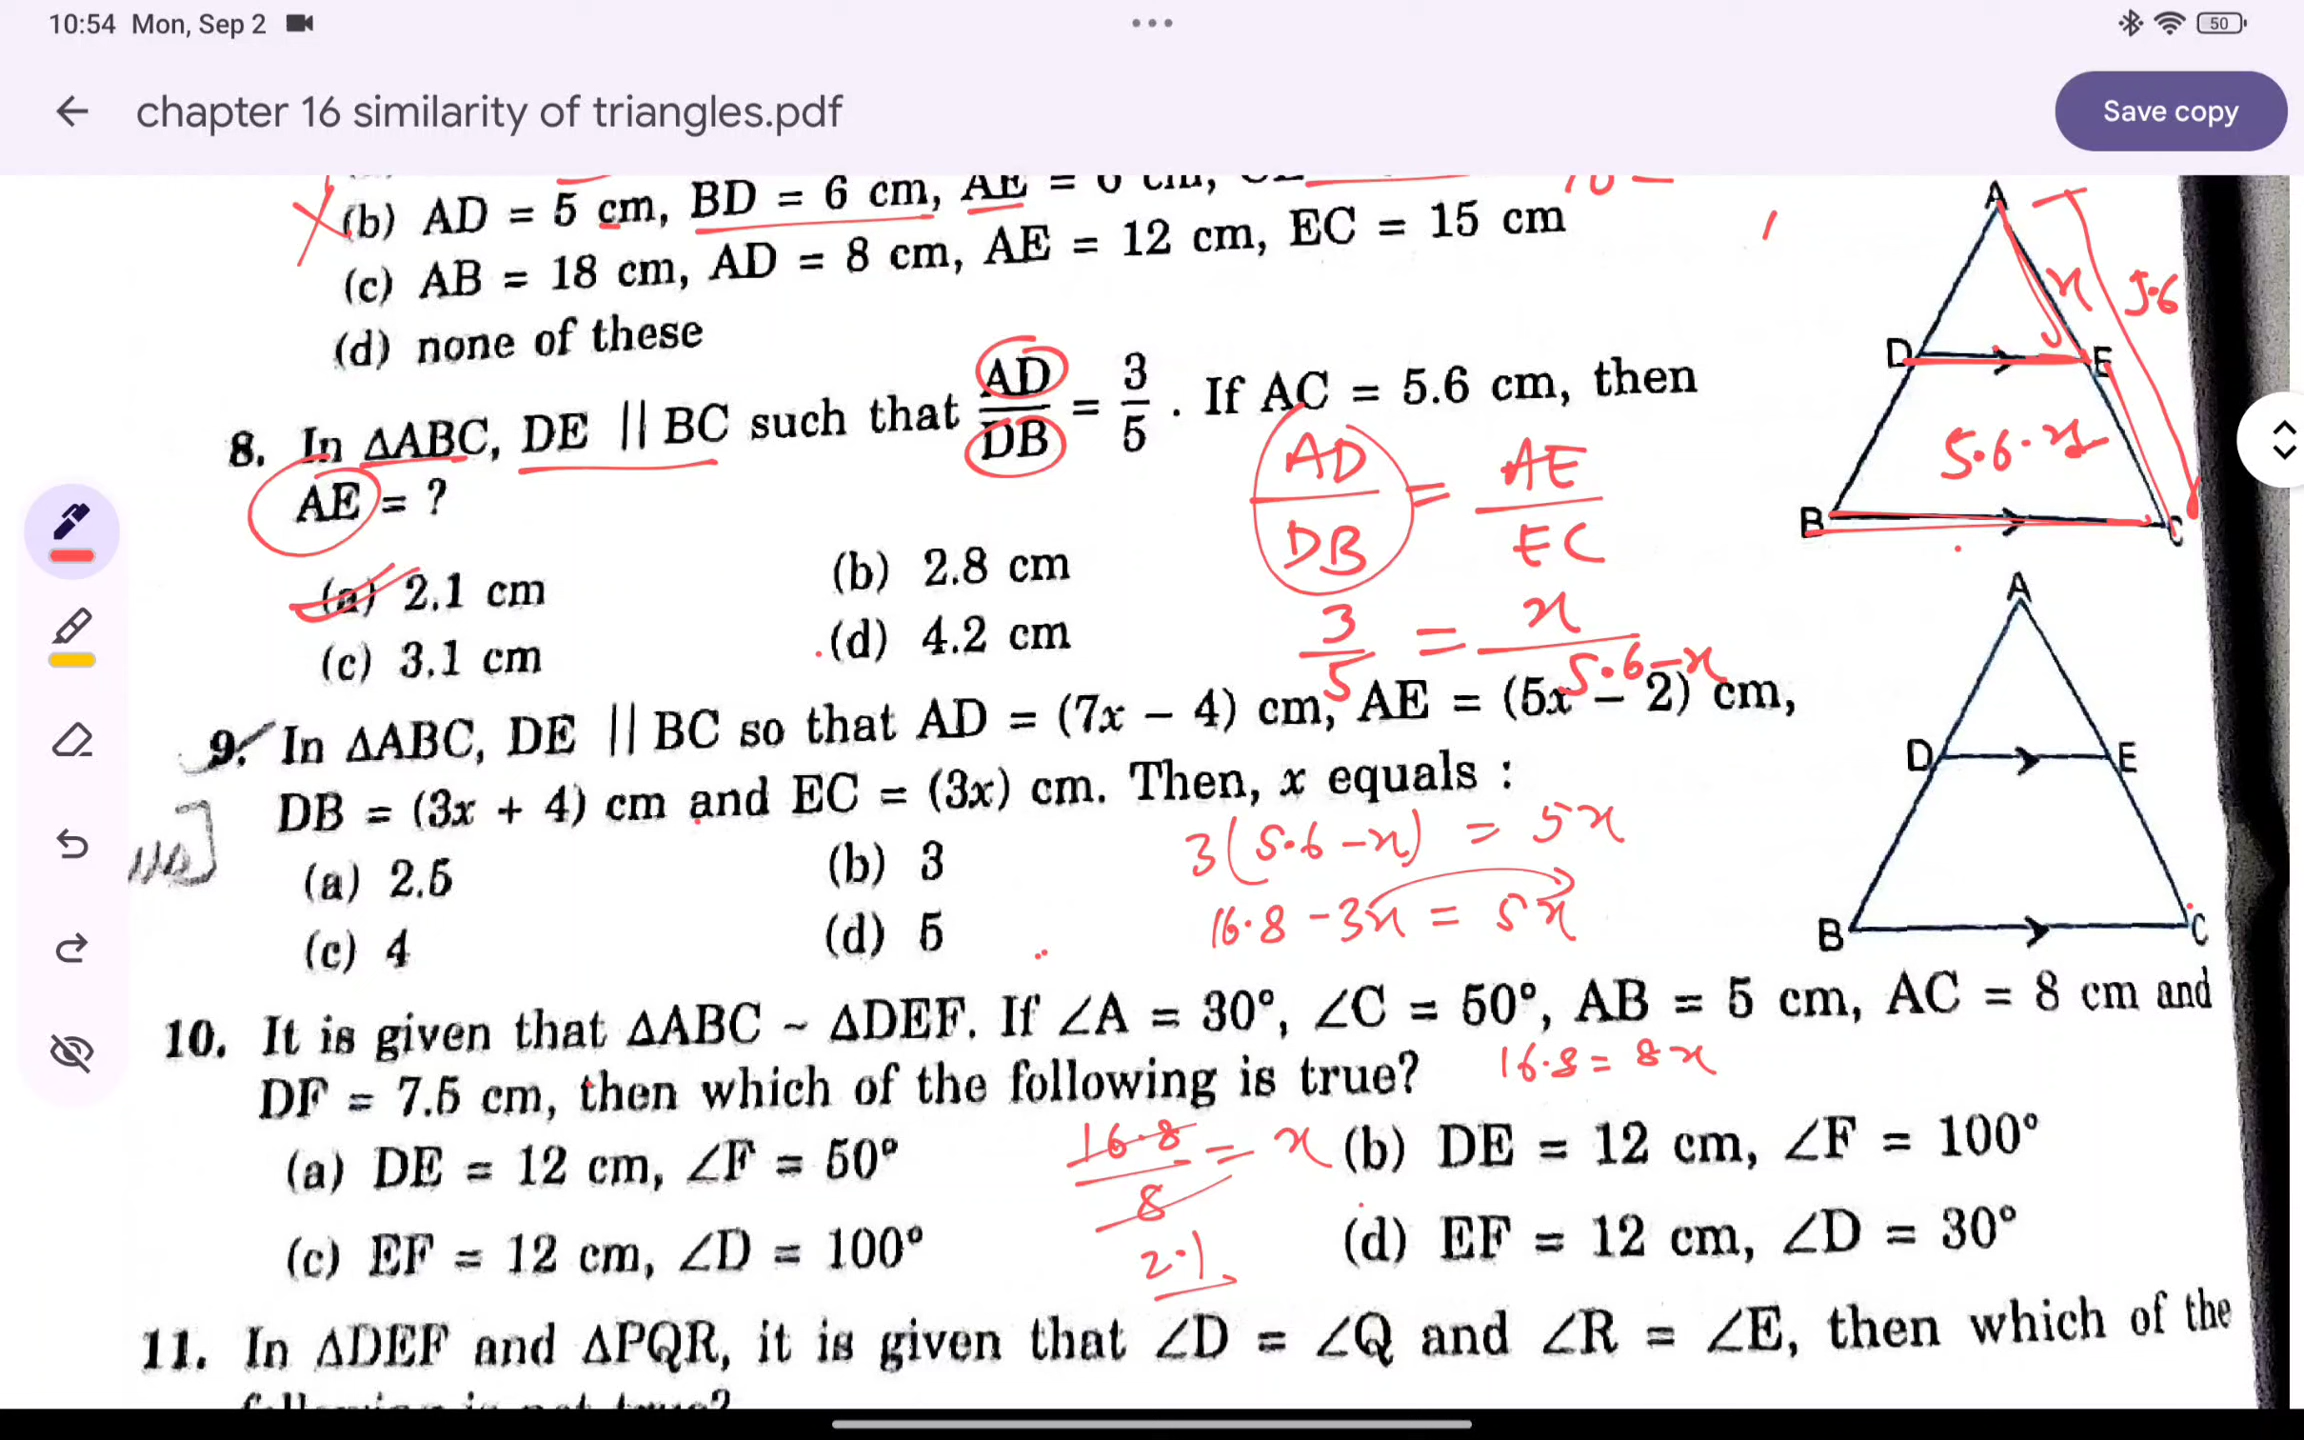 10:54 Mon, Sep 2
50
chapter 16 similarity of triangles.pdf
Save copy
(b) AD = 5 cm, BD = 6 cm, AE = 6 cm,
(c) AB = 18 cm, AD = 8 cm, AE = 12 cm, EC = 15 cm
(d) none of these
A
x 5.6
D E
5.6-x
B C
8. In ΔABC, DE || BC such that AD/DB = 3/5 . If AC = 5.6 cm, then
AE = ?
AD/DB = AE/EC
(a) 2.1 cm (b) 2.8 cm
(c) 3.1 cm (d) 4.2 cm
3/5 = x/5.6-x
9. In ΔABC, DE || BC so that AD = (7x – 4) cm, AE = (5x – 2) cm,
DB = (3x + 4) cm and EC = (3x) cm. Then, x equals :
(a) 2.5 (b) 3
(c) 4 (d) 5
3(5.6-x) = 5x
16.8-3x = 5x
A
D E
B C
10. It is given that ΔABC ~ ΔDEF. If ∠A = 30°, ∠C = 50°, AB = 5 cm, AC = 8 cm and
16.8 = 8x
DF = 7.5 cm, then which of the following is true?
16.8/8 = x
2.1
(a) DE = 12 cm, ∠F = 50° (b) DE = 12 cm, ∠F = 100°
(c) EF = 12 cm, ∠D = 100° (d) EF = 12 cm, ∠D = 30°
11. In ΔDEF and ΔPQR, it is given that ∠D = ∠Q and ∠R = ∠E, then which of the
following is not true?